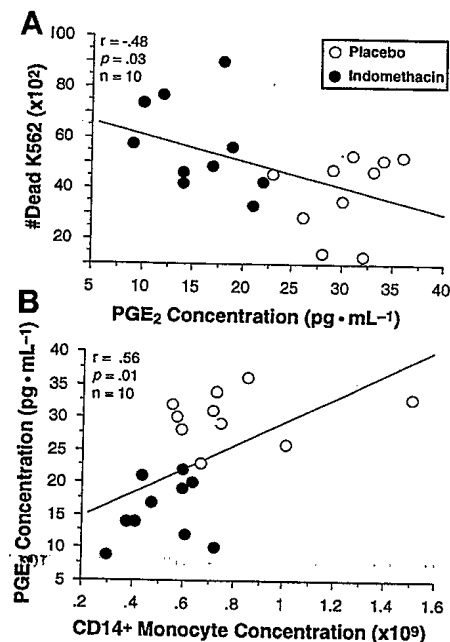 A
r = -.48
p = .03
n = 10
Placebo
Indomethacin
100
80
60
40
20
#Dead K562 (x10²)
5 10 15 20 25 30 35 40
PGE₂ Concentration (pg • mL⁻¹)
B
r = .56
p = .01
n = 10
40
35
30
25
20
15
5
Concentration (pg • mL⁻¹)
.2 .4 .6 .8 1 1.2 1.4 1.6
CD14+ Monocyte Concentration (x10⁹)